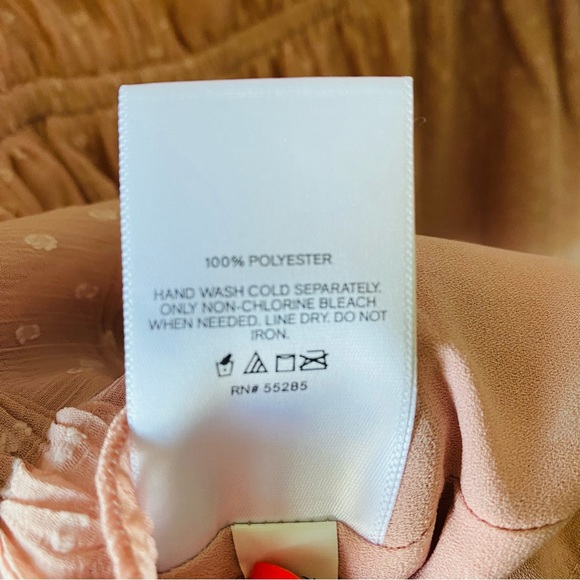 100% POLYESTER
HAND WASH COLD SEPARATELY.
ONLY NON-CHLORINE BLEACH
WHEN NEEDED. LINE DRY. DO NOT
IRON.
RN# 55285